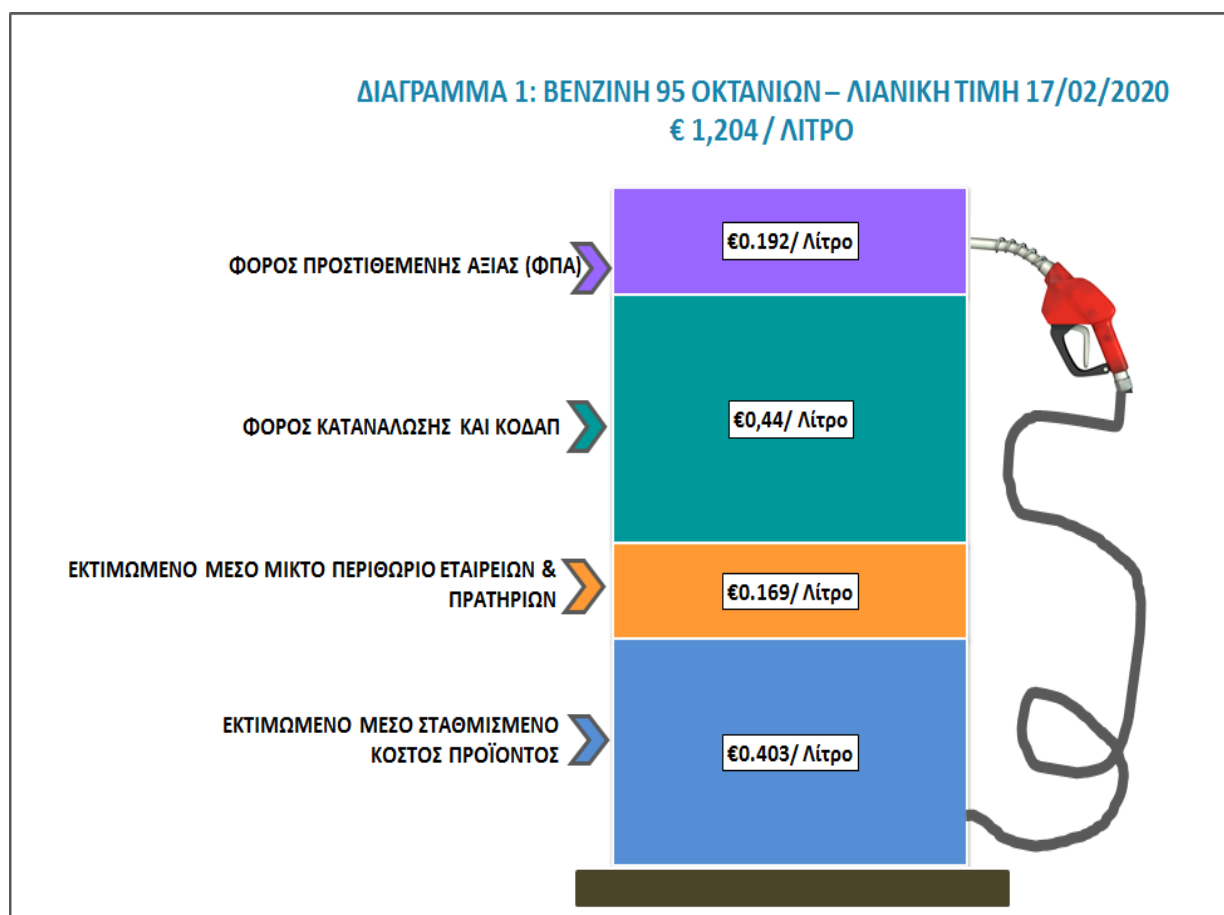 ΔΙΑΓΡΑΜΜΑ 1: ΒΕΝΖΙΝΗ 95 ΟΚΤΑΝΙΩΝ – ΛΙΑΝΙΚΗ ΤΙΜΗ 17/02/2020
€ 1,204 / ΛΙΤΡΟ
€0.192/ Λίτρο
ΦΟΡΟΣ ΠΡΟΣΤΙΘΕΜΕΝΗΣ ΑΞΙΑΣ (ΦΠΑ)
€0,44/ Λίτρο
ΦΟΡΟΣ ΚΑΤΑΝΑΛΩΣΗΣ ΚΑΙ ΚΟΔΑΠ
ΕΚΤΙΜΩΜΕΝΟ ΜΕΣΟ ΜΙΚΤΟ ΠΕΡΙΘΩΡΙΟ ΕΤΑΙΡΕΙΩΝ &
ΠΡΑΤΗΡΙΩΝ
€0.169/ Λίτρο
ΕΚΤΙΜΩΜΕΝΟ ΜΕΣΟ ΣΤΑΘΜΙΣΜΕΝΟ
ΚΟΣΤΟΣ ΠΡΟΪΟΝΤΟΣ
€0.403/ Λίτρο